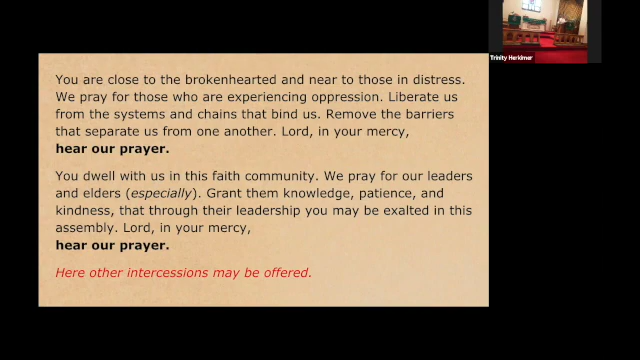 Trinity Herkimer
You are close to the brokenhearted and near to those in distress.
We pray for those who are experiencing oppression. Liberate us
from the systems and chains that bind us. Remove the barriers
that separate us from one another. Lord, in your mercy,
hear our prayer.
You dwell with us in this faith community. We pray for our leaders
and elders (especially). Grant them knowledge, patience, and
kindness, that through their leadership you may be exalted in this
assembly. Lord, in your mercy,
hear our prayer.
Here other intercessions may be offered.